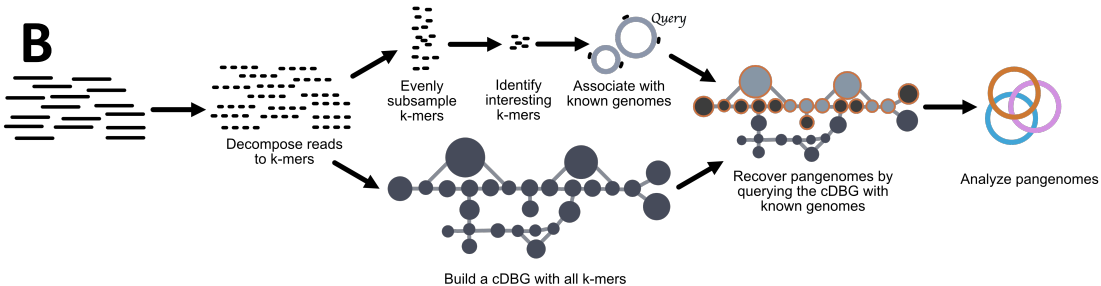 B
Query
Evenly
subsample
k-mers
Identify
interesting
k-mers
Associate with
known genomes
Decompose reads
to k-mers
Build a cDBG with all k-mers
Recover pangenomes by
querying the cDBG with
known genomes
Analyze pangenomes